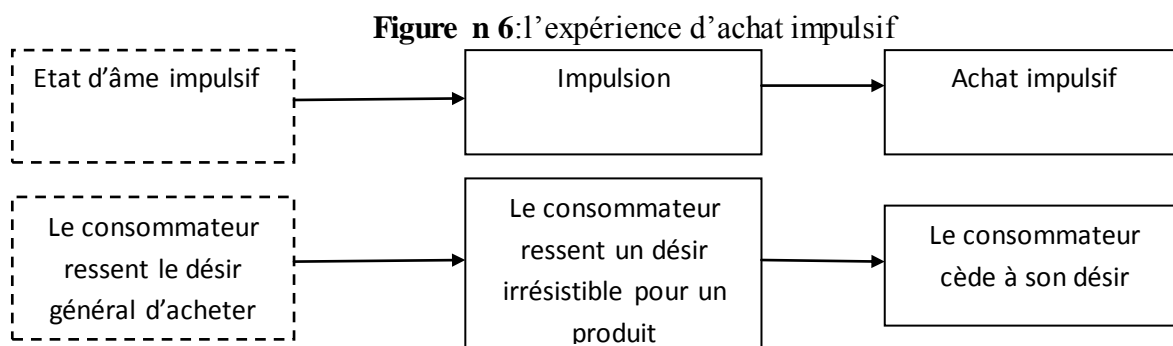 Figure n 6:l'expérience d'achat impulsif
Etat d'âme impulsif
Impulsion
Achat impulsif
Le consommateur
ressent le désir
général d'acheter
Le consommateur
ressent un désir
irrésistible pour un
produit
Le consommateur
cède à son désir